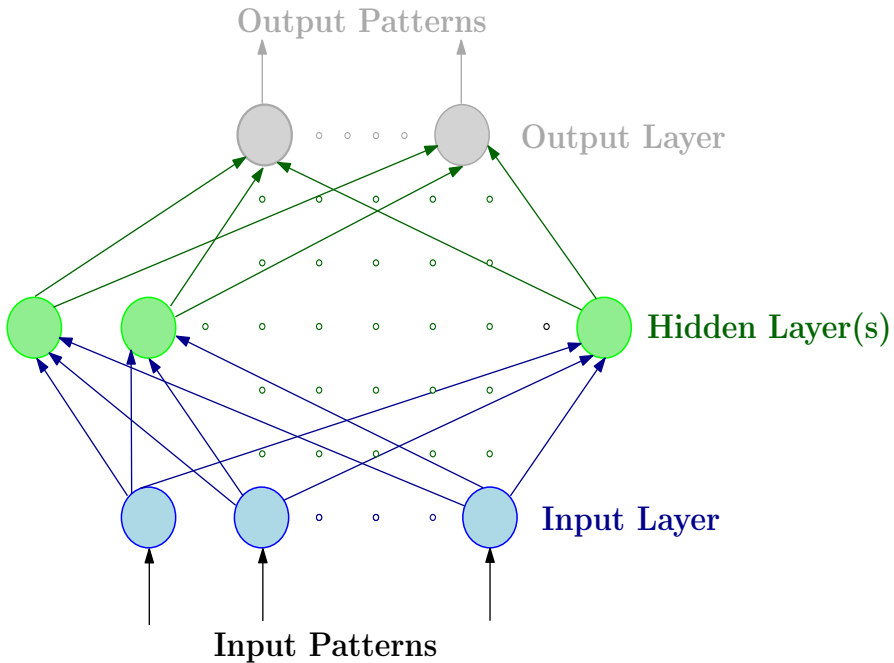 Output Patterns
Output Layer
Hidden Layer(s)
Input Layer
Input Patterns